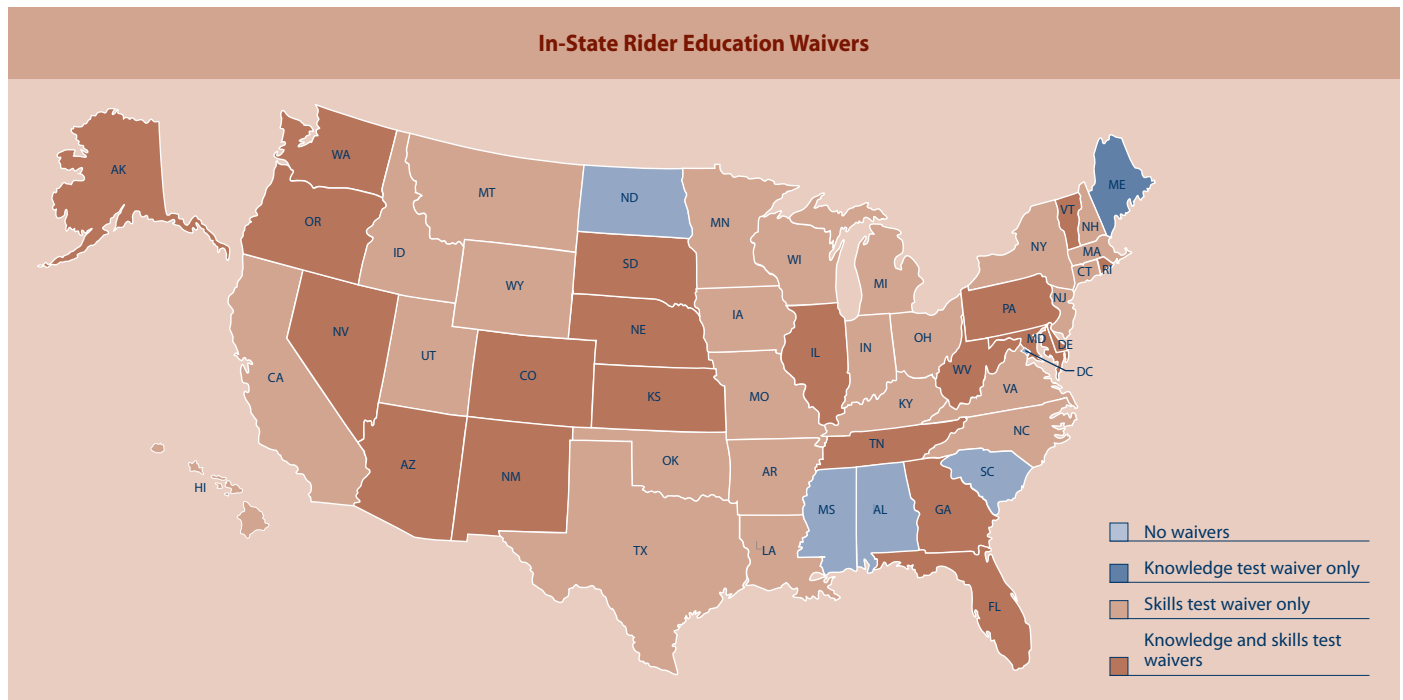 In-State Rider Education Waivers
AK
WA
MT
ND
MN
ME
VT
NH
OR
ID
WY
SD
WI
MI
NY
MA
CT
RI
NV
UT
CO
NE
IA
IL
IN
OH
PA
NJ
MD
DE
DC
CA
KS
MO
KY
WV
VA
AZ
NM
OK
AR
TN
NC
HI
TX
LA
MS
AL
GA
SC
FL
No waivers
Knowledge test waiver only
Skills test waiver only
Knowledge and skills test
waivers